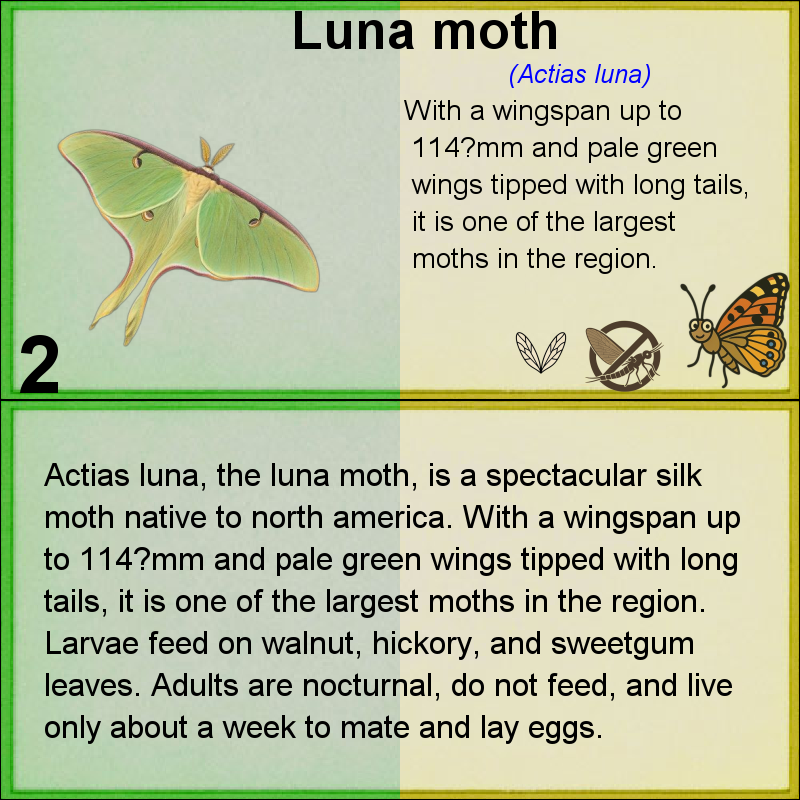 Luna moth
(Actias luna)
With a wingspan up to
114?mm and pale green
wings tipped with long tails,
it is one of the largest
moths in the region.
2
Actias luna, the luna moth, is a spectacular silk
moth native to north america. With a wingspan up
to 114?mm and pale green wings tipped with long
tails, it is one of the largest moths in the region.
Larvae feed on walnut, hickory, and sweetgum
leaves. Adults are nocturnal, do not feed, and live
only about a week to mate and lay eggs.